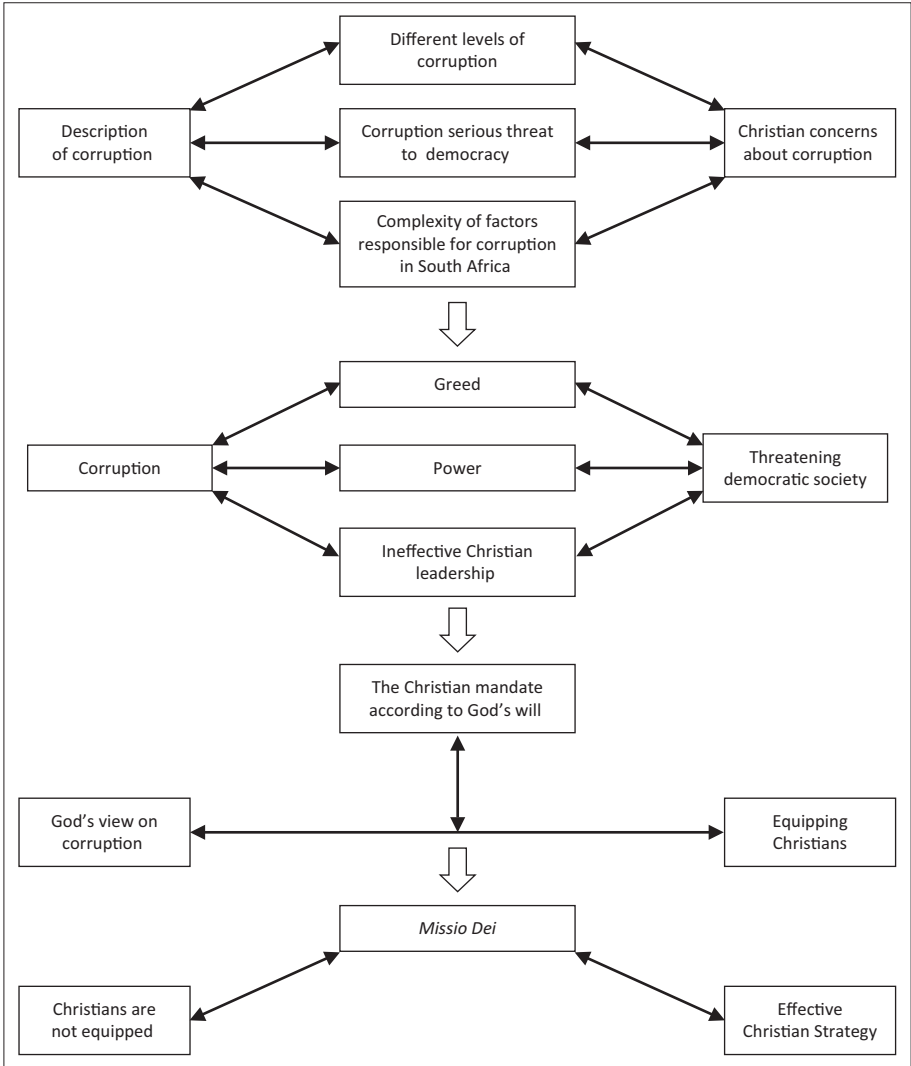 Different levels of
corruption
Description
of corruption
Corruption serious threat
to democracy
Christian concerns
about corruption
Complexity of factors
responsible for corruption
in South Africa
Greed
Corruption
Power
Threatening
democratic society
Ineffective Christian
leadership
The Christian mandate
according to God’s will
God’s view on
corruption
Equipping
Christians
Missio Dei
Christians are
not equipped
Effective
Christian Strategy